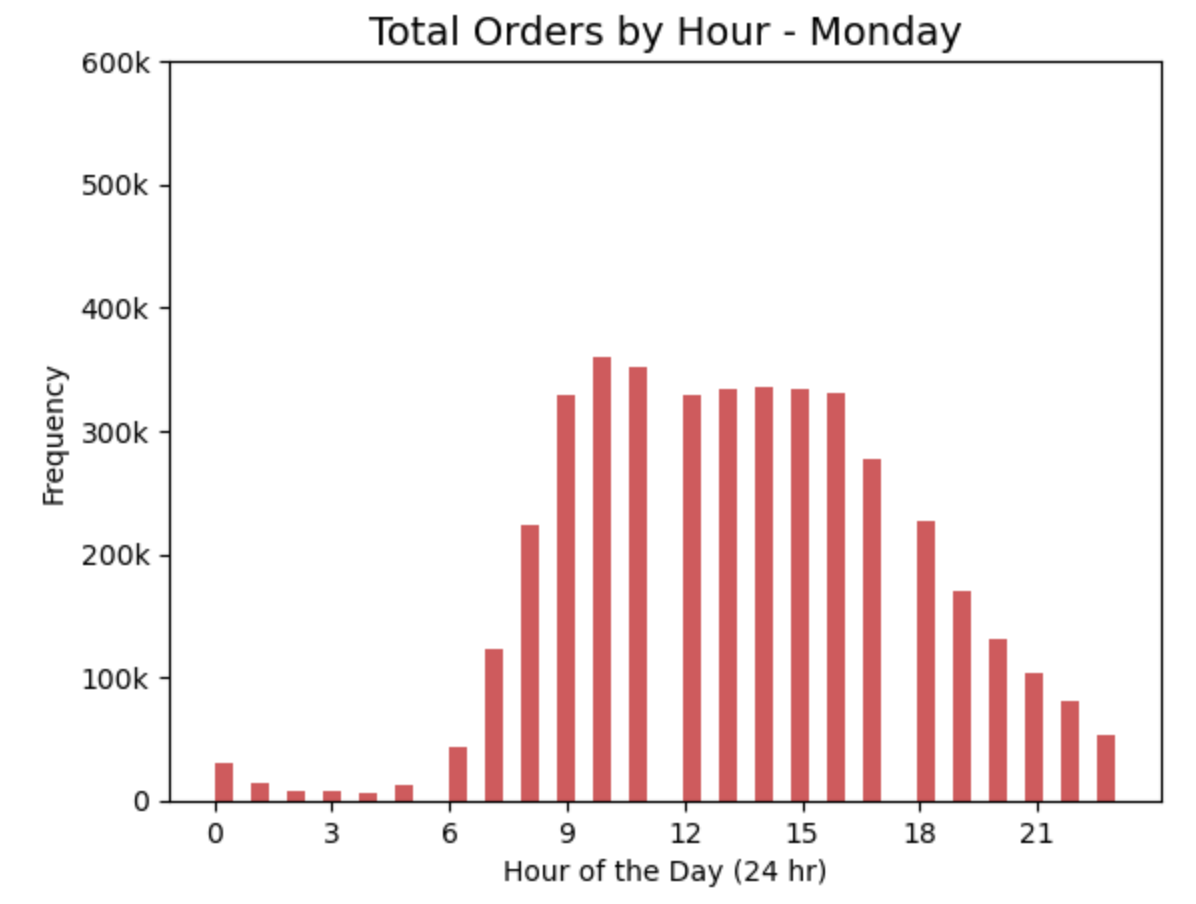 Total Orders by Hour - Monday
600k
500k
400k
300k
200k
100k
0
Frequency
0 3 6 9 12 15 18 21
Hour of the Day (24 hr)